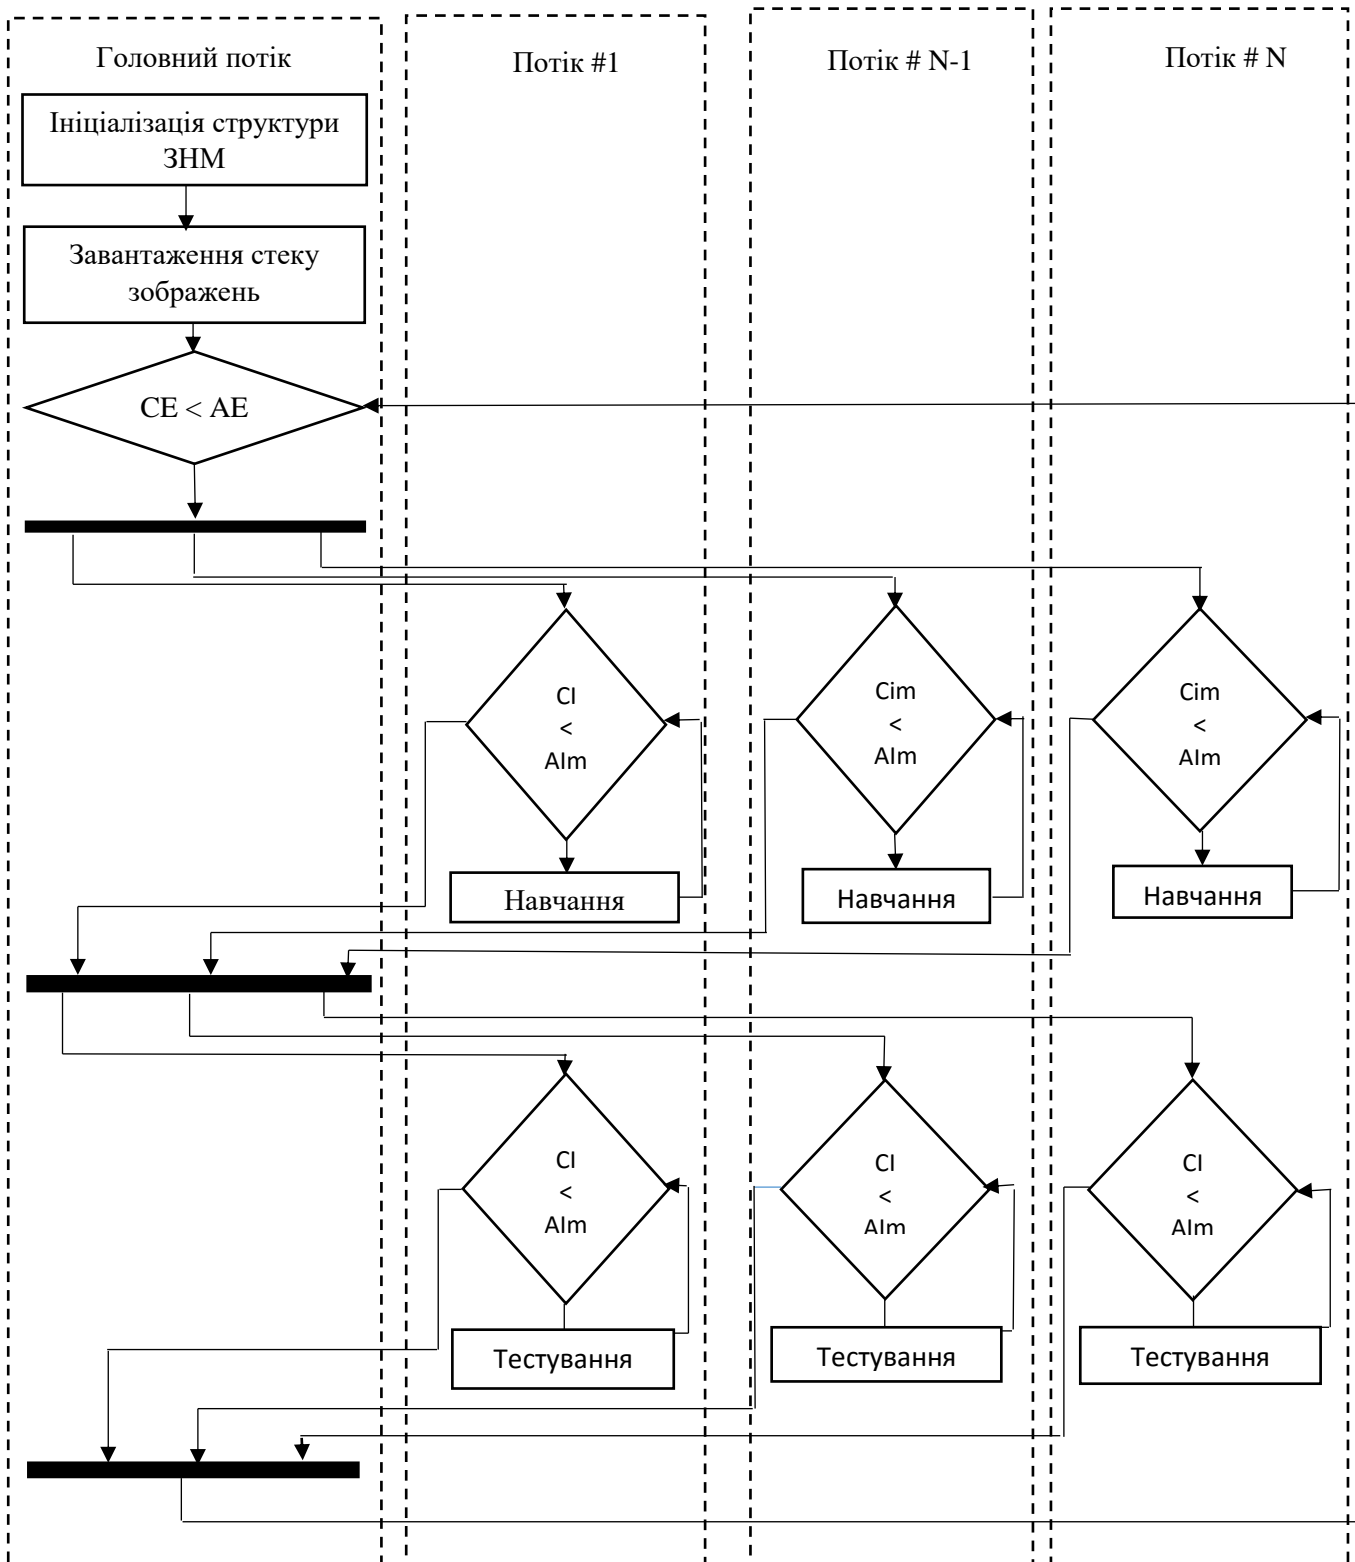 Головний потік
Потік #1
Потік # N-1
Потік # N
Ініціалізація структури
ЗНМ
Завантаження стеку
зображень
CE < AE
CI
<
AIm
Cim
<
AIm
Cim
<
AIm
Навчання
Навчання
Навчання
CI
<
AIm
CI
<
AIm
CI
<
AIm
Тестування
Тестування
Тестування